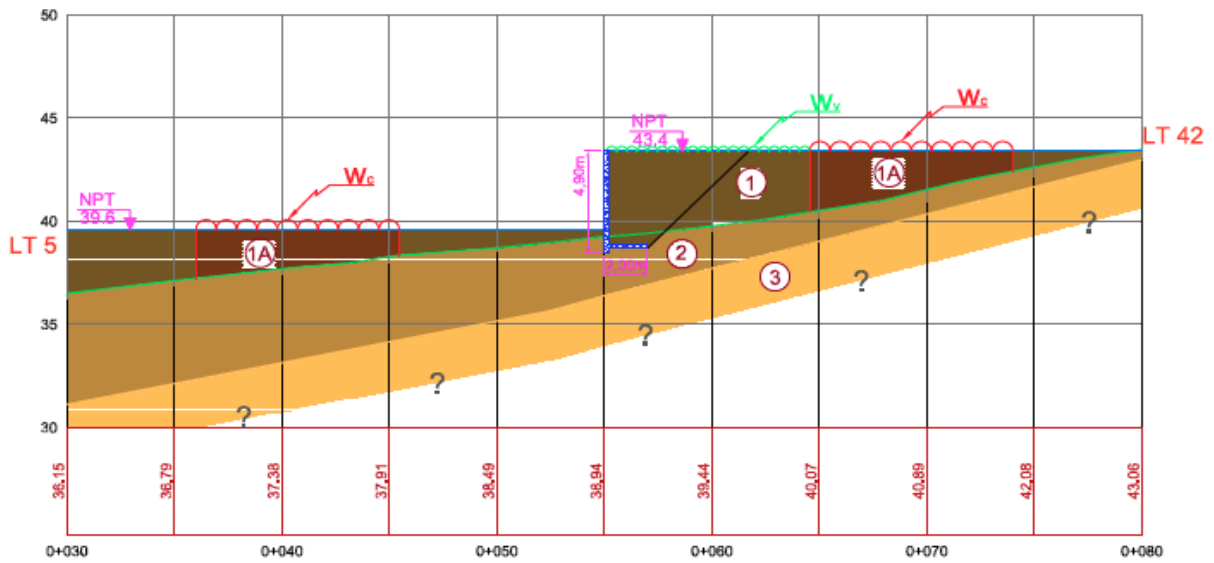 50
45
40
35
30
LT 5
NPT
39.6
Wc
1A
NPT
43.4
4,90m
2,00m
Wv
Wc
1
1A
2
3
LT 42
?
?
?
?
?
36,15
36,79
37,38
37,91
38,49
38,94
39,44
40,07
40,89
42,08
43,06
0+030
0+040
0+050
0+060
0+070
0+080